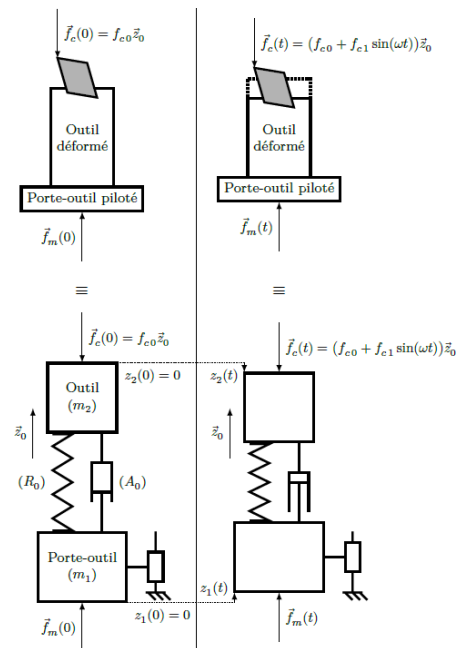 f⃗c(0) = fc0z⃗0
f⃗c(t) = (fc0 + fc1 sin(ωt))z⃗0
Outil
déformé
Outil
déformé
Porte-outil piloté
Porte-outil piloté
f⃗m(0)
f⃗m(t)
≡
≡
f⃗c(0) = fc0z⃗0
f⃗c(t) = (fc0 + fc1 sin(ωt))z⃗0
z2(0) = 0
z2(t)
Outil
(m2)
z⃗0
z⃗0
(R0)
(A0)
Porte-outil
(m1)
z1(t)
z1(0) = 0
f⃗m(0)
f⃗m(t)